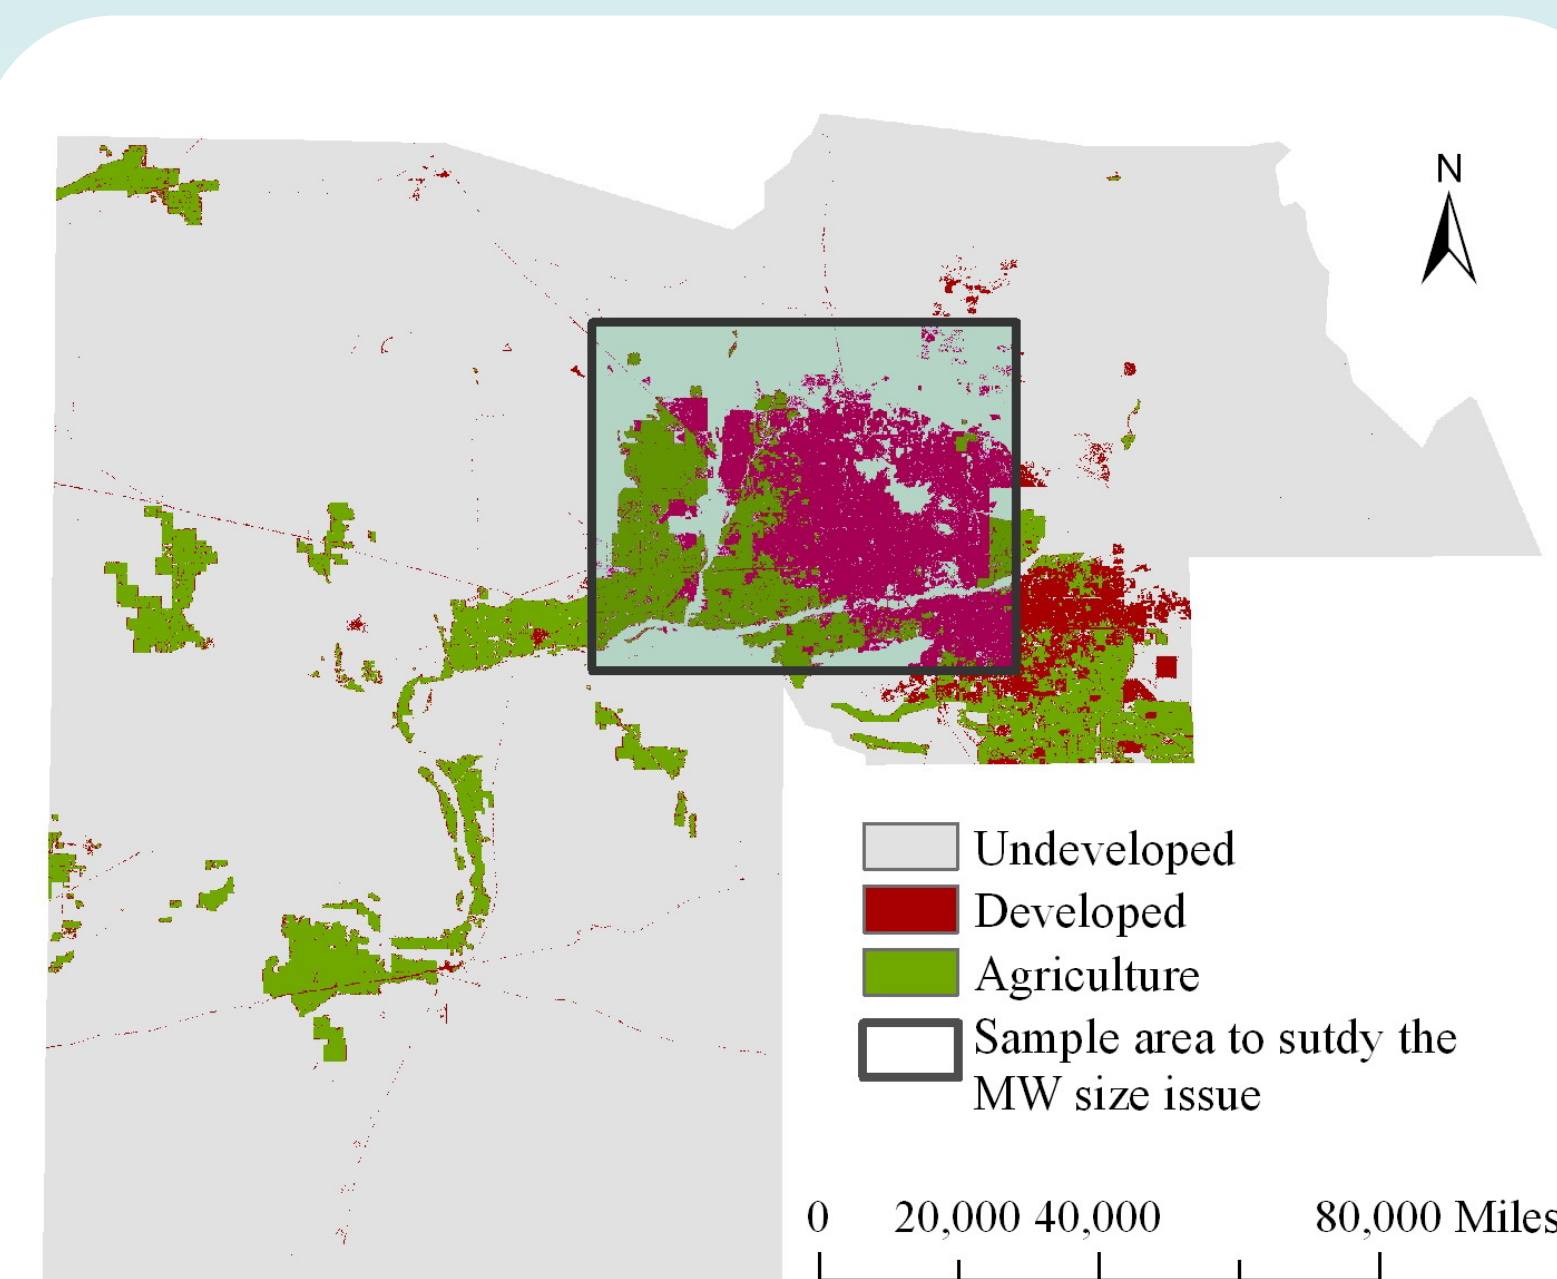 N
Undeveloped
Developed
Agriculture
Sample area to sutdy the
MW size issue
0 20,000 40,000 80,000 Miles